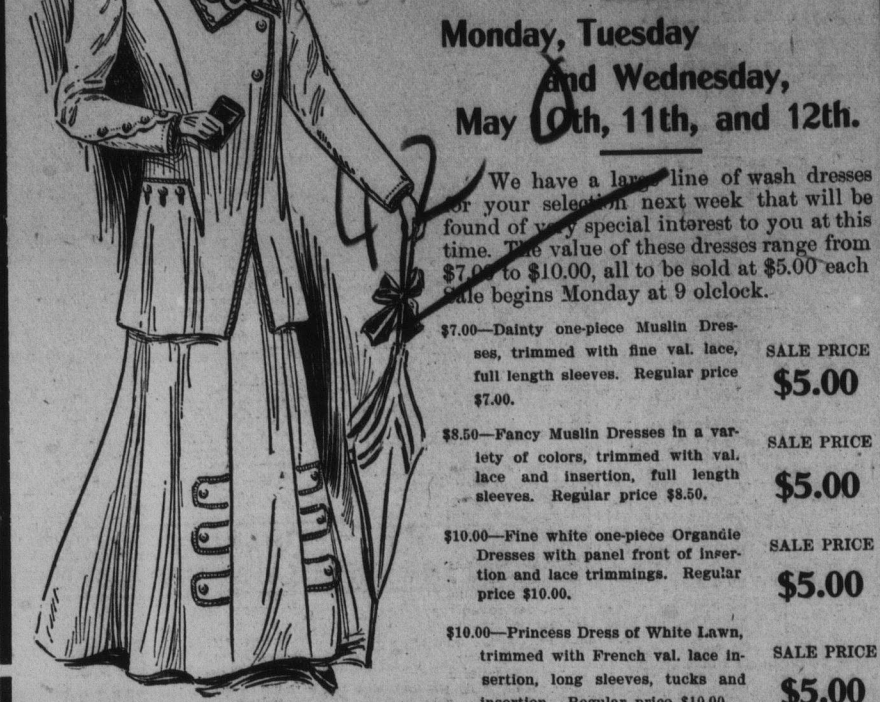 Monday, Tuesday
and Wednesday,
May 10th, 11th, and 12th.
We have a large line of wash dresses
for your selection next week that will be
found of very special interest to you at this
time. The value of these dresses range from
$7.00 to $10.00, all to be sold at $5.00 each
Sale begins Monday at 9 olclock.
$7.00—Dainty one-piece Muslin Dres-
ses, trimmed with fine val. lace,
full length sleeves. Regular price
$7.00.
SALE PRICE
$5.00
$8.50—Fancy Muslin Dresses in a var-
iety of colors, trimmed with val.
lace and insertion, full length
sleeves. Regular price $8.50.
SALE PRICE
$5.00
$10.00—Fine white one-piece Organdie
Dresses with panel front of inser-
tion and lace trimmings. Regular
price $10.00.
SALE PRICE
$5.00
$10.00—Princess Dress of White Lawn,
trimmed with French val. lace in-
sertion, long sleeves, tucks and
insertion. Regular price $10.00
SALE PRICE
$5.00